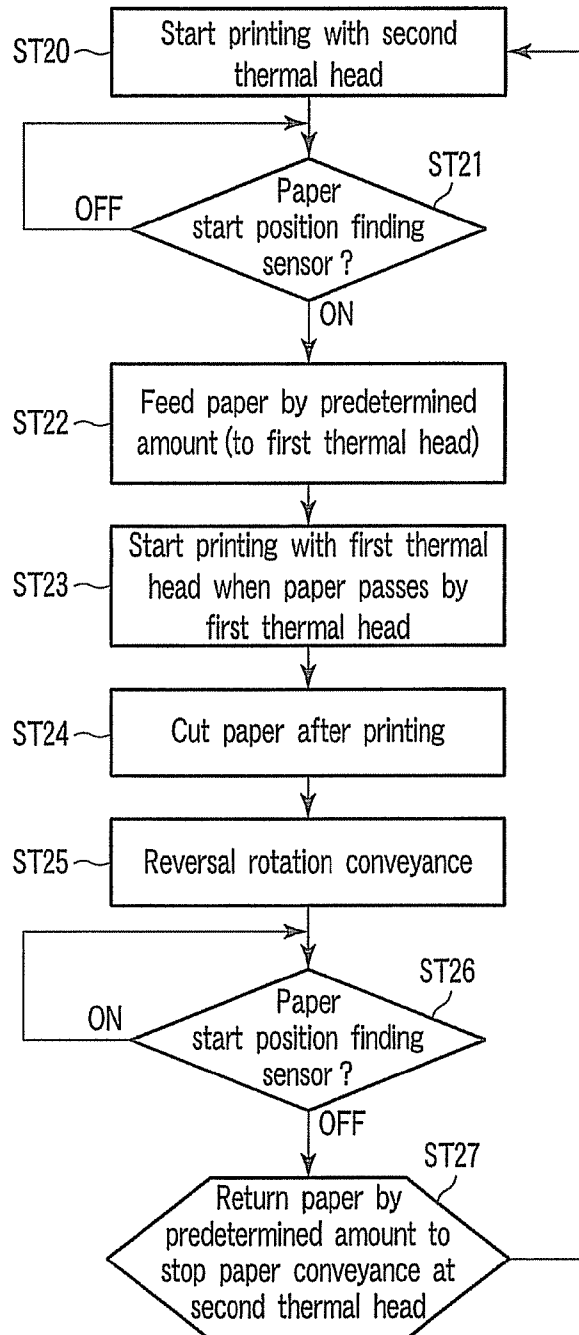 ST20
Start printing with second
thermal head
ST21
Paper
start position finding
sensor?
OFF
ON
ST22
Feed paper by predetermined
amount (to first thermal head)
ST23
Start printing with first thermal
head when paper passes by
first thermal head
ST24
Cut paper after printing
ST25
Reversal rotation conveyance
ST26
Paper
start position finding
sensor?
ON
OFF
ST27
Return paper by
predetermined amount to
stop paper conveyance at
second thermal head